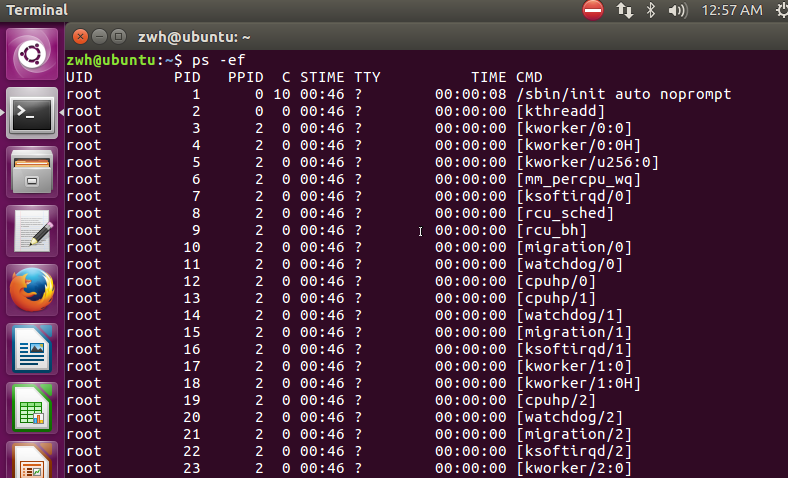 Terminal 12:57 AM
zwh@ubuntu: ~
zwh@ubuntu:~$ ps -ef
UID PID PPID C STIME TTY TIME CMD
root 1 0 10 00:46 ? 00:00:08 /sbin/init auto noprompt
root 2 0 0 00:46 ? 00:00:00 [kthreadd]
root 3 2 0 00:46 ? 00:00:00 [kworker/0:0]
root 4 2 0 00:46 ? 00:00:00 [kworker/0:0H]
root 5 2 0 00:46 ? 00:00:00 [kworker/u256:0]
root 6 2 0 00:46 ? 00:00:00 [mm_percpu_wq]
root 7 2 0 00:46 ? 00:00:00 [ksoftirqd/0]
root 8 2 0 00:46 ? 00:00:00 [rcu_sched]
root 9 2 0 00:46 ? 00:00:00 [rcu_bh]
root 10 2 0 00:46 ? 00:00:00 [migration/0]
root 11 2 0 00:46 ? 00:00:00 [watchdog/0]
root 12 2 0 00:46 ? 00:00:00 [cpuhp/0]
root 13 2 0 00:46 ? 00:00:00 [cpuhp/1]
root 14 2 0 00:46 ? 00:00:00 [watchdog/1]
root 15 2 0 00:46 ? 00:00:00 [migration/1]
root 16 2 0 00:46 ? 00:00:00 [ksoftirqd/1]
root 17 2 0 00:46 ? 00:00:00 [kworker/1:0]
root 18 2 0 00:46 ? 00:00:00 [kworker/1:0H]
root 19 2 0 00:46 ? 00:00:00 [cpuhp/2]
root 20 2 0 00:46 ? 00:00:00 [watchdog/2]
root 21 2 0 00:46 ? 00:00:00 [migration/2]
root 22 2 0 00:46 ? 00:00:00 [ksoftirqd/2]
root 23 2 0 00:46 ? 00:00:00 [kworker/2:0]